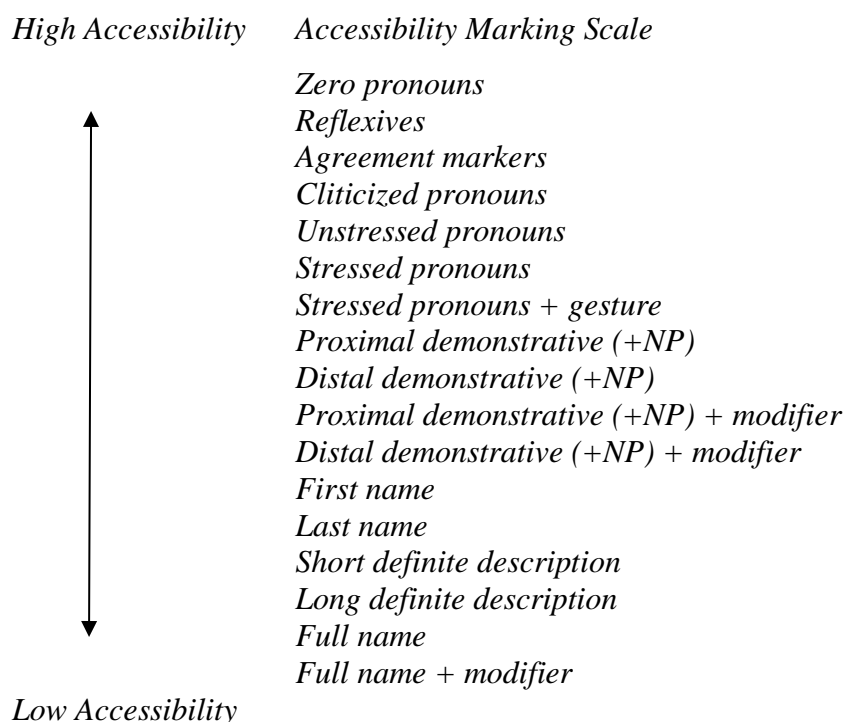 High Accessibility Accessibility Marking Scale
Zero pronouns
Reflexives
Agreement markers
Cliticized pronouns
Unstressed pronouns
Stressed pronouns
Stressed pronouns + gesture
Proximal demonstrative (+NP)
Distal demonstrative (+NP)
Proximal demonstrative (+NP) + modifier
Distal demonstrative (+NP) + modifier
First name
Last name
Short definite description
Long definite description
Full name
Full name + modifier
Low Accessibility